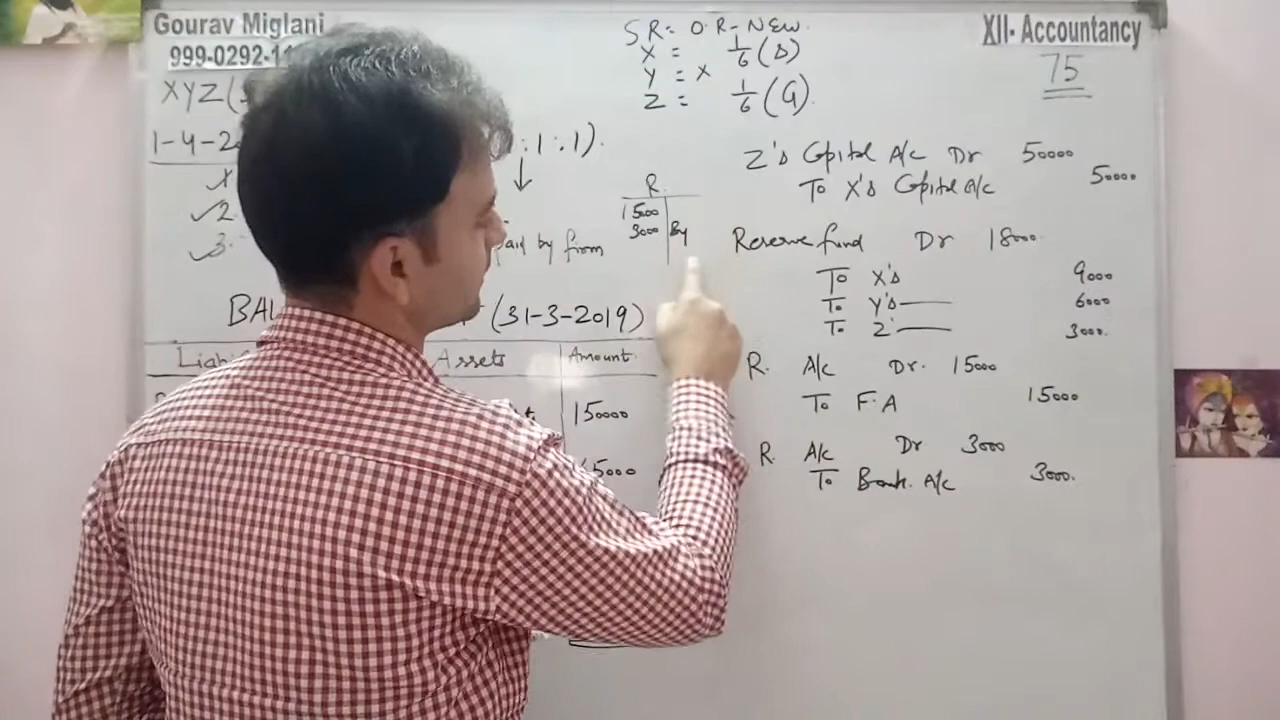 Gourav Miglani
999-0292-11
XII- Accountancy
75
SR = O.R - NEW.
X = 1/6 (S)
Y = X
Z = 1/6 (G).
XYZ (
1-4-2 : 1 : 1).
1.
✓ 2.
✓ 3. paid by from
R.
15000
3000 By
BAL (31-3-2019)
Liabi Assets Amount
150000
5000
Z's Capital A/c Dr 50000
To X's Capital A/c 50000
Reserve fund Dr 18000
To X's 9000
To Y's 6000
To Z' 3000.
R. A/c Dr. 15000
To F.A 15000
R. A/c Dr 3000
To Bank. A/c 3000.